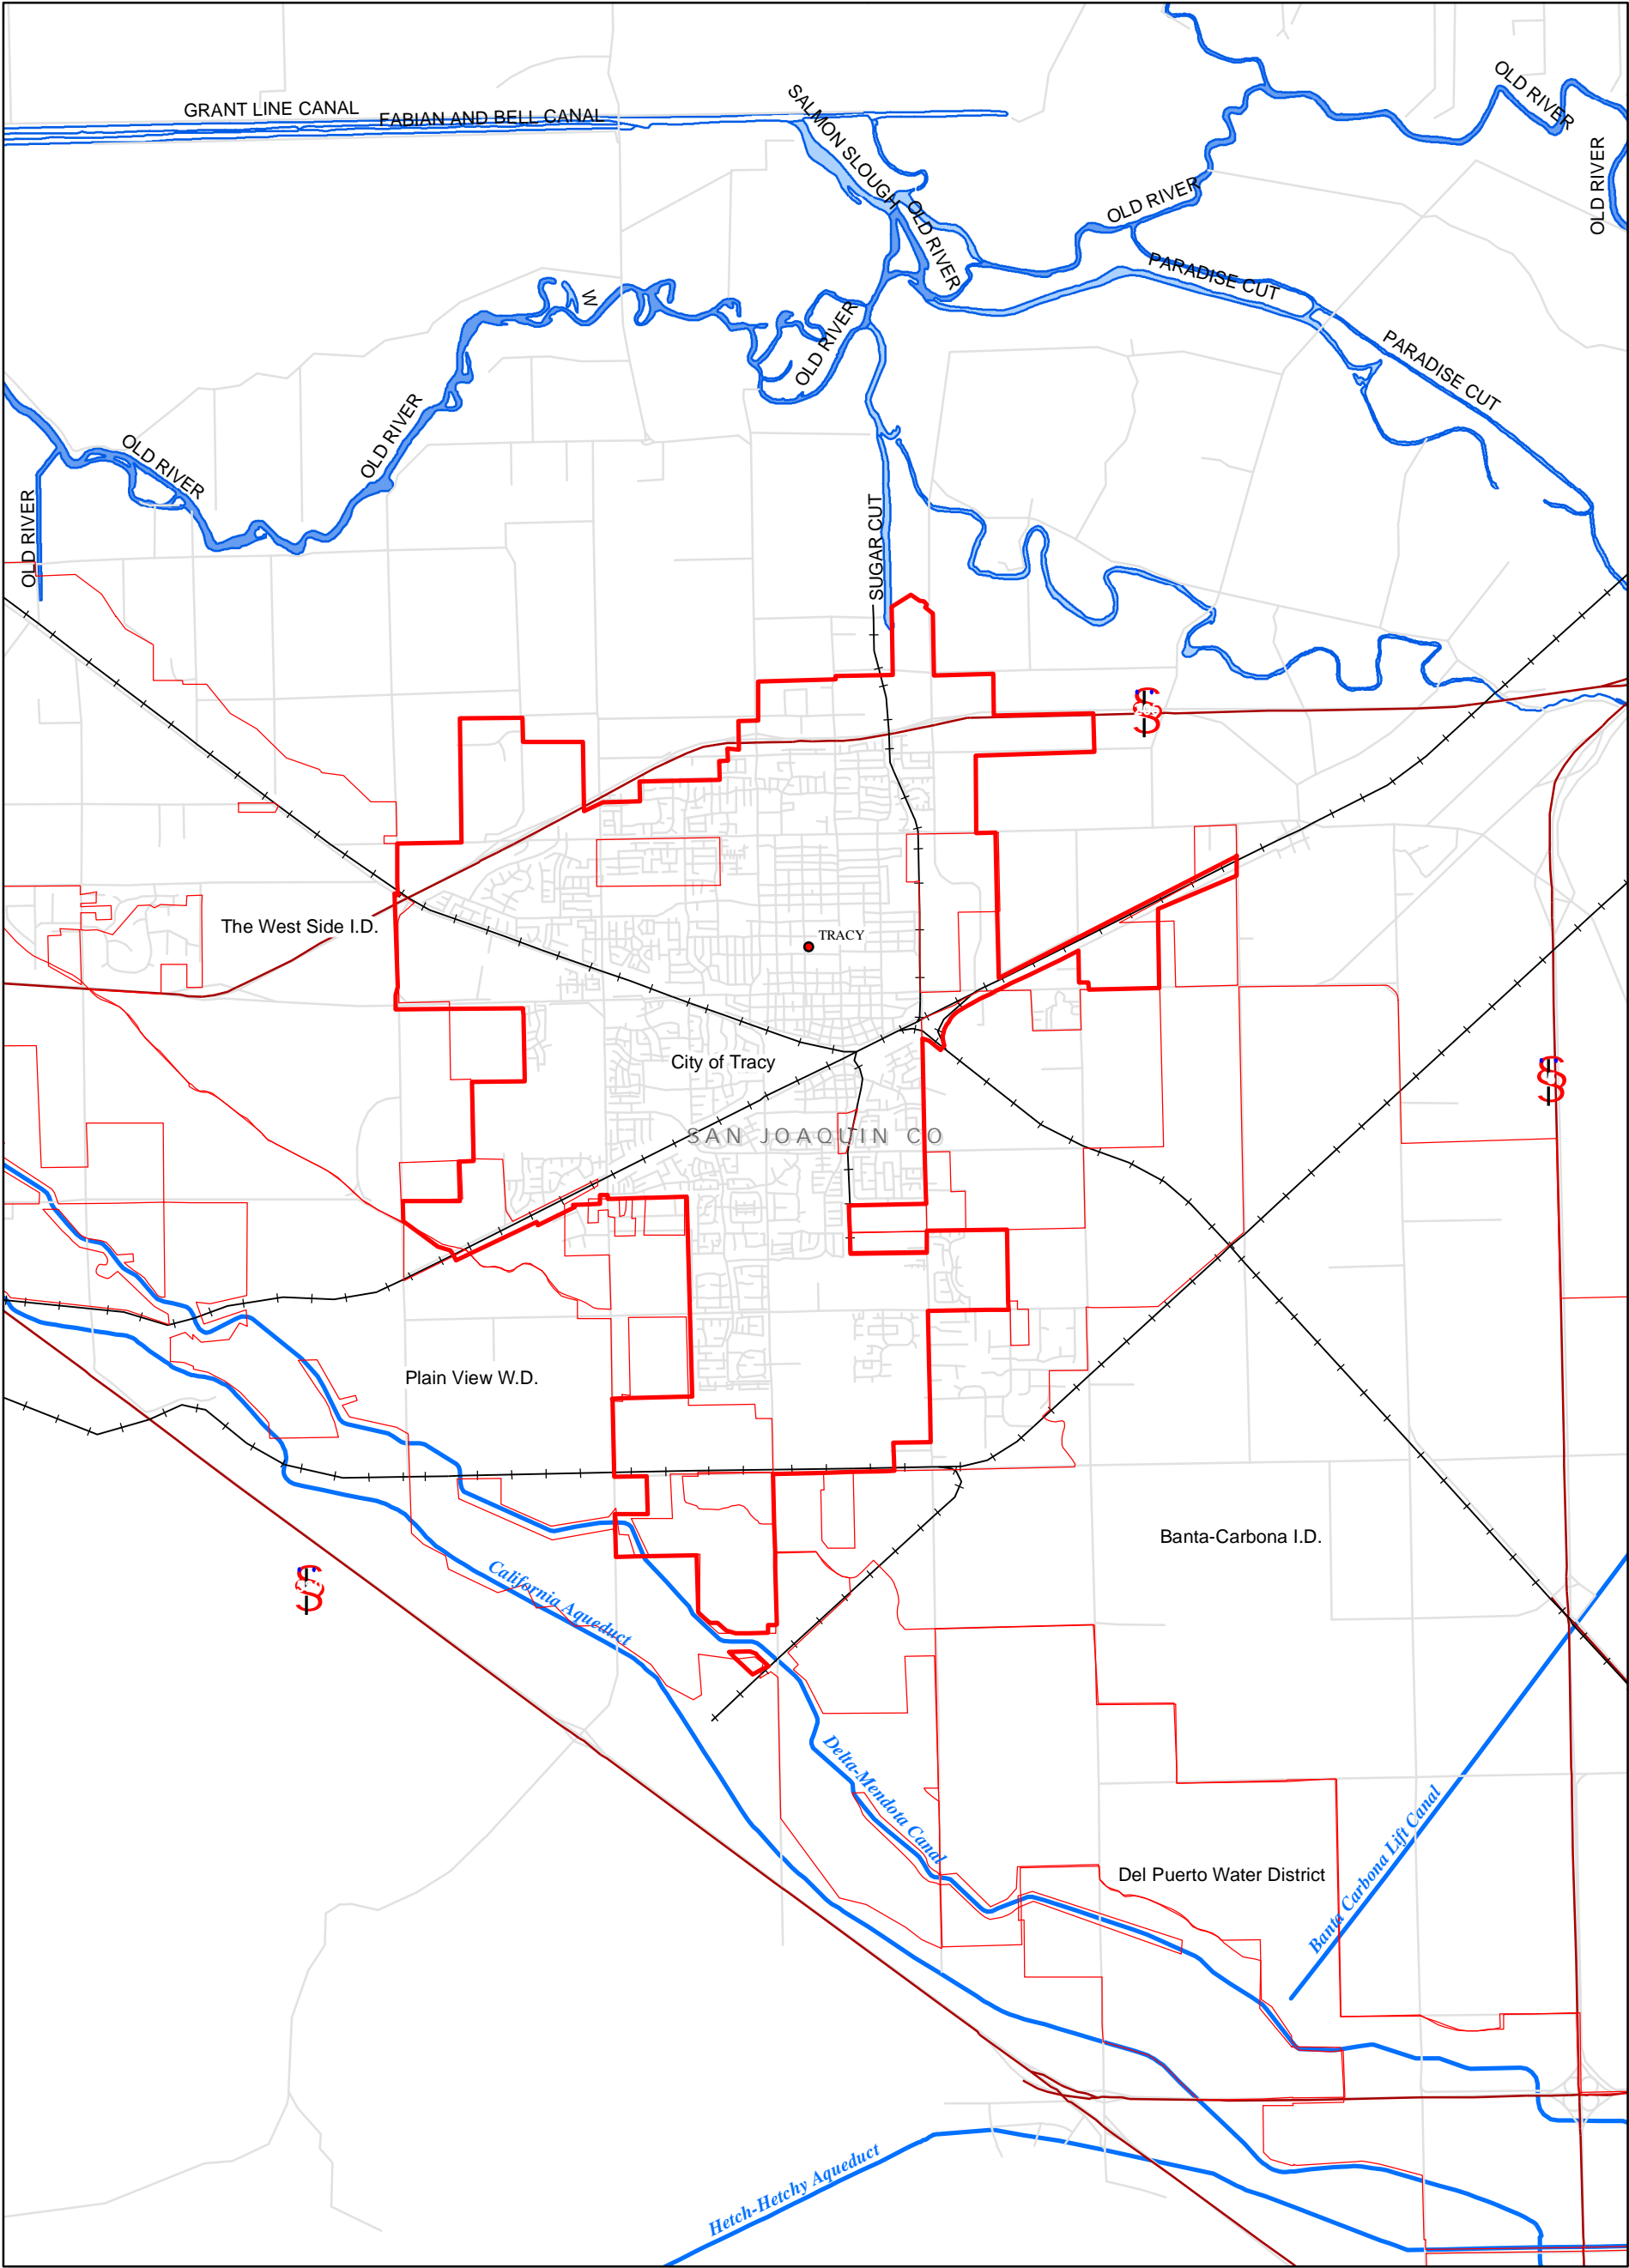 GRANT LINE CANAL
FABIAN AND BELL CANAL
SALMON SLOUGH
OLD RIVER
OLD RIVER
OLD RIVER
OLD RIVER
PARADISE CUT
W
OLD RIVER
PARADISE CUT
OLD RIVER
OLD RIVER
OLD RIVER
SUGAR CUT
The West Side I.D.
TRACY
City of Tracy
SAN JOAQUIN CO
Plain View W.D.
Banta-Carbona I.D.
California Aqueduct
Delta-Mendota Canal
Del Puerto Water District
Banta Carbona Lift Canal
Hetch-Hetchy Aqueduct